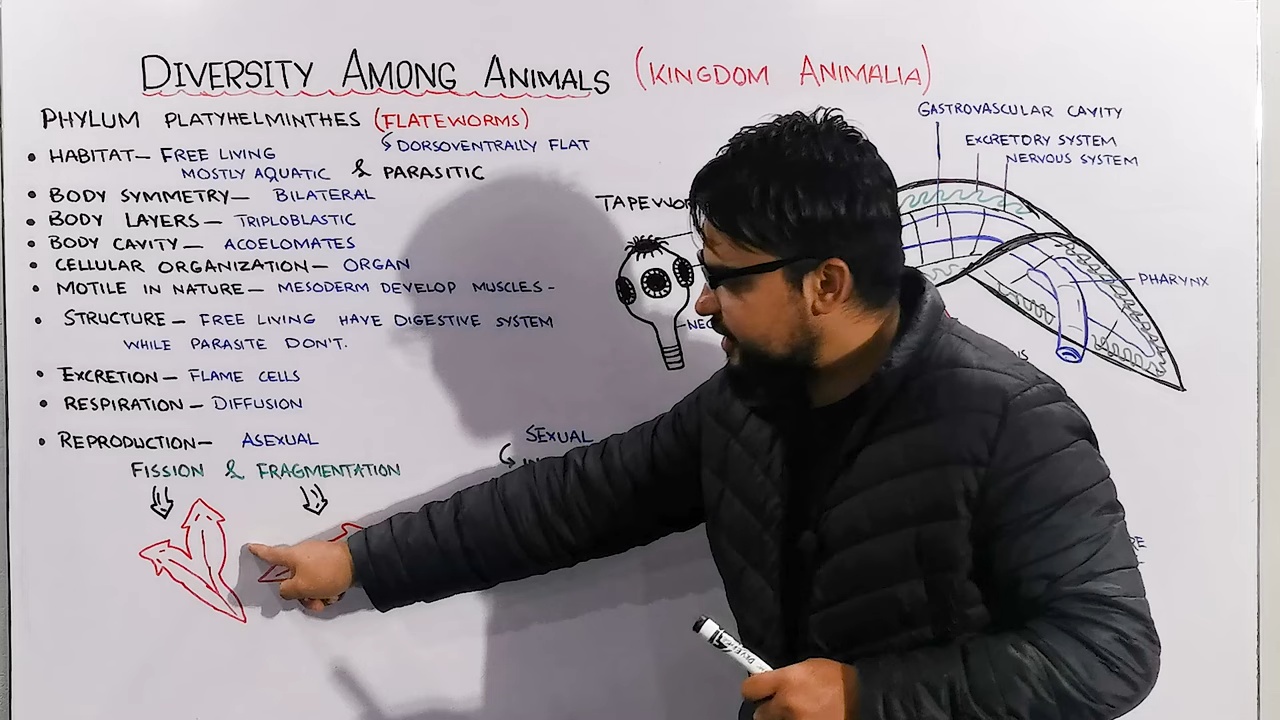 DIVERSITY AMONG ANIMALS (KINGDOM ANIMALIA)
PHYLUM PLATYHELMINTHES (FLATEWORMS)
DORSOVENTRALLY FLAT
• HABITAT— FREE LIVING
MOSTLY AQUATIC & PARASITIC
• BODY SYMMETRY— BILATERAL
• BODY LAYERS— TRIPLOBLASTIC
• BODY CAVITY— ACOELOMATES
• CELLULAR ORGANIZATION— ORGAN
• MOTILE IN NATURE— MESODERM DEVELOP MUSCLES-
• STRUCTURE— FREE LIVING HAVE DIGESTIVE SYSTEM
WHILE PARASITE DON'T.
• EXCRETION— FLAME CELLS
• RESPIRATION— DIFFUSION
• REPRODUCTION— ASEXUAL
FISSION & FRAGMENTATION
SEXUAL
GASTROVASCULAR CAVITY
EXCRETORY SYSTEM
NERVOUS SYSTEM
PHARYNX